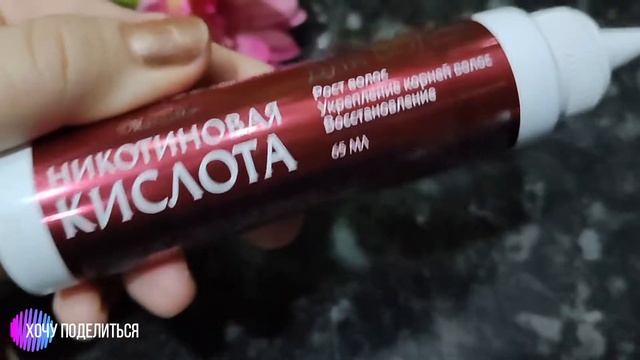 НИКОТИНОВАЯ
КИСЛОТА
Рост волос
Укрепление корней волос
Восстановление
65 МЛ
ХОЧУ ПОДЕЛИТЬСЯ